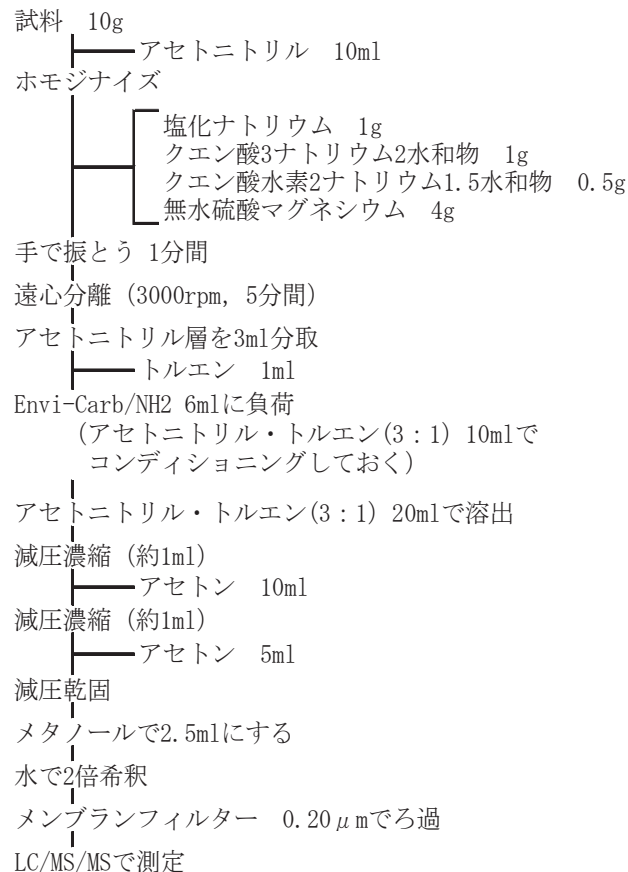 試料　10g
アセトニトリル　10ml
ホモジナイズ
塩化ナトリウム　1g
クエン酸3ナトリウム2水和物　1g
クエン酸水素2ナトリウム1.5水和物　0.5g
無水硫酸マグネシウム　4g
手で振とう 1分間
遠心分離 (3000rpm, 5分間)
アセトニトリル層を3ml分取
トルエン　1ml
Envi-Carb/NH2 6mlに負荷
(アセトニトリル・トルエン(3：1) 10mlで
コンディショニングしておく)
アセトニトリル・トルエン(3：1) 20mlで溶出
減圧濃縮 (約1ml)
アセトン　10ml
減圧濃縮 (約1ml)
アセトン　5ml
減圧乾固
メタノールで2.5mlにする
水で2倍希釈
メンブランフィルター　0.20μmでろ過
LC/MS/MSで測定